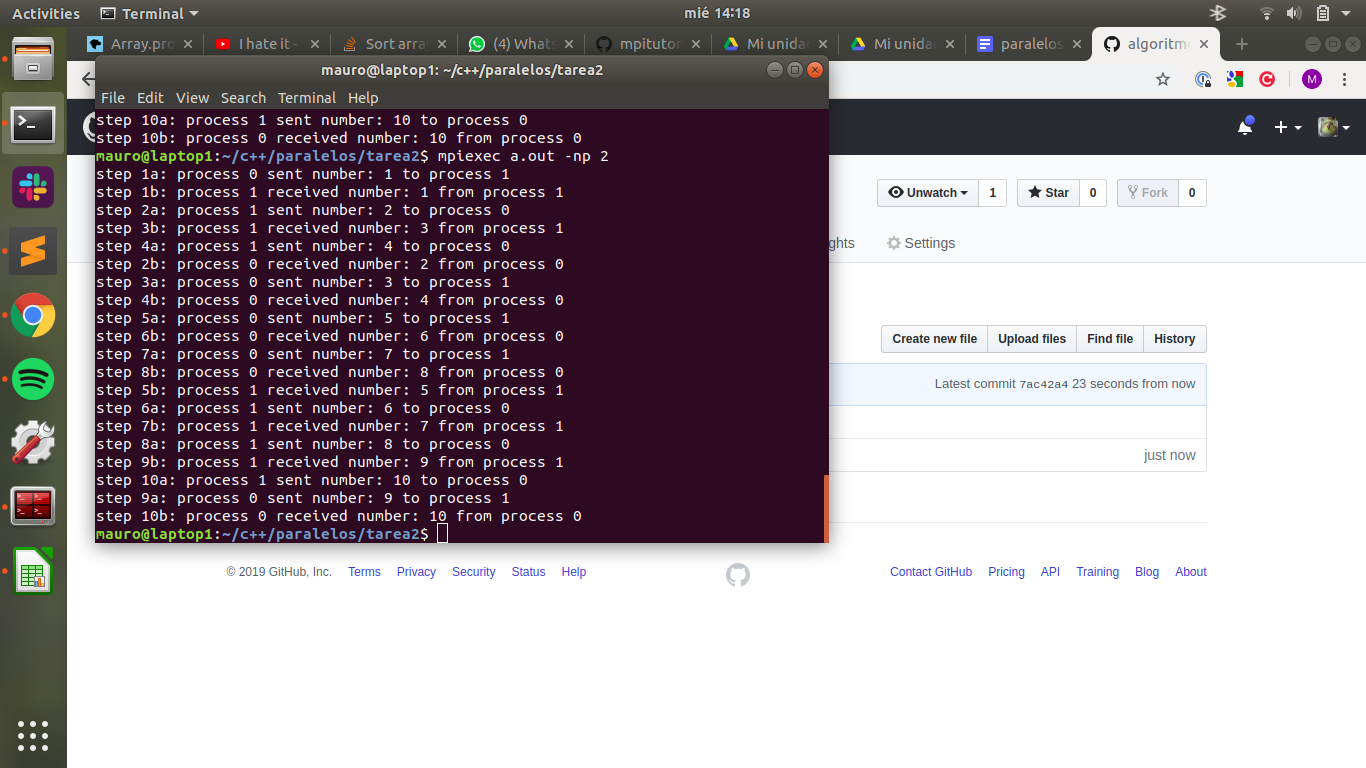 Activities Terminal mié 14:18
Array.pro I hate it - Sort arra (4) Whats mpitutor Mi unida Mi unida paralelos algoritmo
mauro@laptop1: ~/c++/paralelos/tarea2
File Edit View Search Terminal Help
step 10a: process 1 sent number: 10 to process 0
step 10b: process 0 received number: 10 from process 0
mauro@laptop1:~/c++/paralelos/tarea2$ mpiexec a.out -np 2
step 1a: process 0 sent number: 1 to process 1
step 1b: process 1 received number: 1 from process 1
step 2a: process 1 sent number: 2 to process 0
step 3b: process 1 received number: 3 from process 1
step 4a: process 1 sent number: 4 to process 0
step 2b: process 0 received number: 2 from process 0
step 3a: process 0 sent number: 3 to process 1
step 4b: process 0 received number: 4 from process 0
step 5a: process 0 sent number: 5 to process 1
step 6b: process 0 received number: 6 from process 0
step 7a: process 0 sent number: 7 to process 1
step 8b: process 0 received number: 8 from process 0
step 5b: process 1 received number: 5 from process 1
step 6a: process 1 sent number: 6 to process 0
step 7b: process 1 received number: 7 from process 1
step 8a: process 1 sent number: 8 to process 0
step 9b: process 1 received number: 9 from process 1
step 10a: process 1 sent number: 10 to process 0
step 9a: process 0 sent number: 9 to process 1
step 10b: process 0 received number: 10 from process 0
mauro@laptop1:~/c++/paralelos/tarea2$
M
Unwatch 1 Star 0 Fork 0
ghts Settings
Create new file Upload files Find file History
Latest commit 7ac42a4 23 seconds from now
just now
© 2019 GitHub, Inc. Terms Privacy Security Status Help
Contact GitHub Pricing API Training Blog About